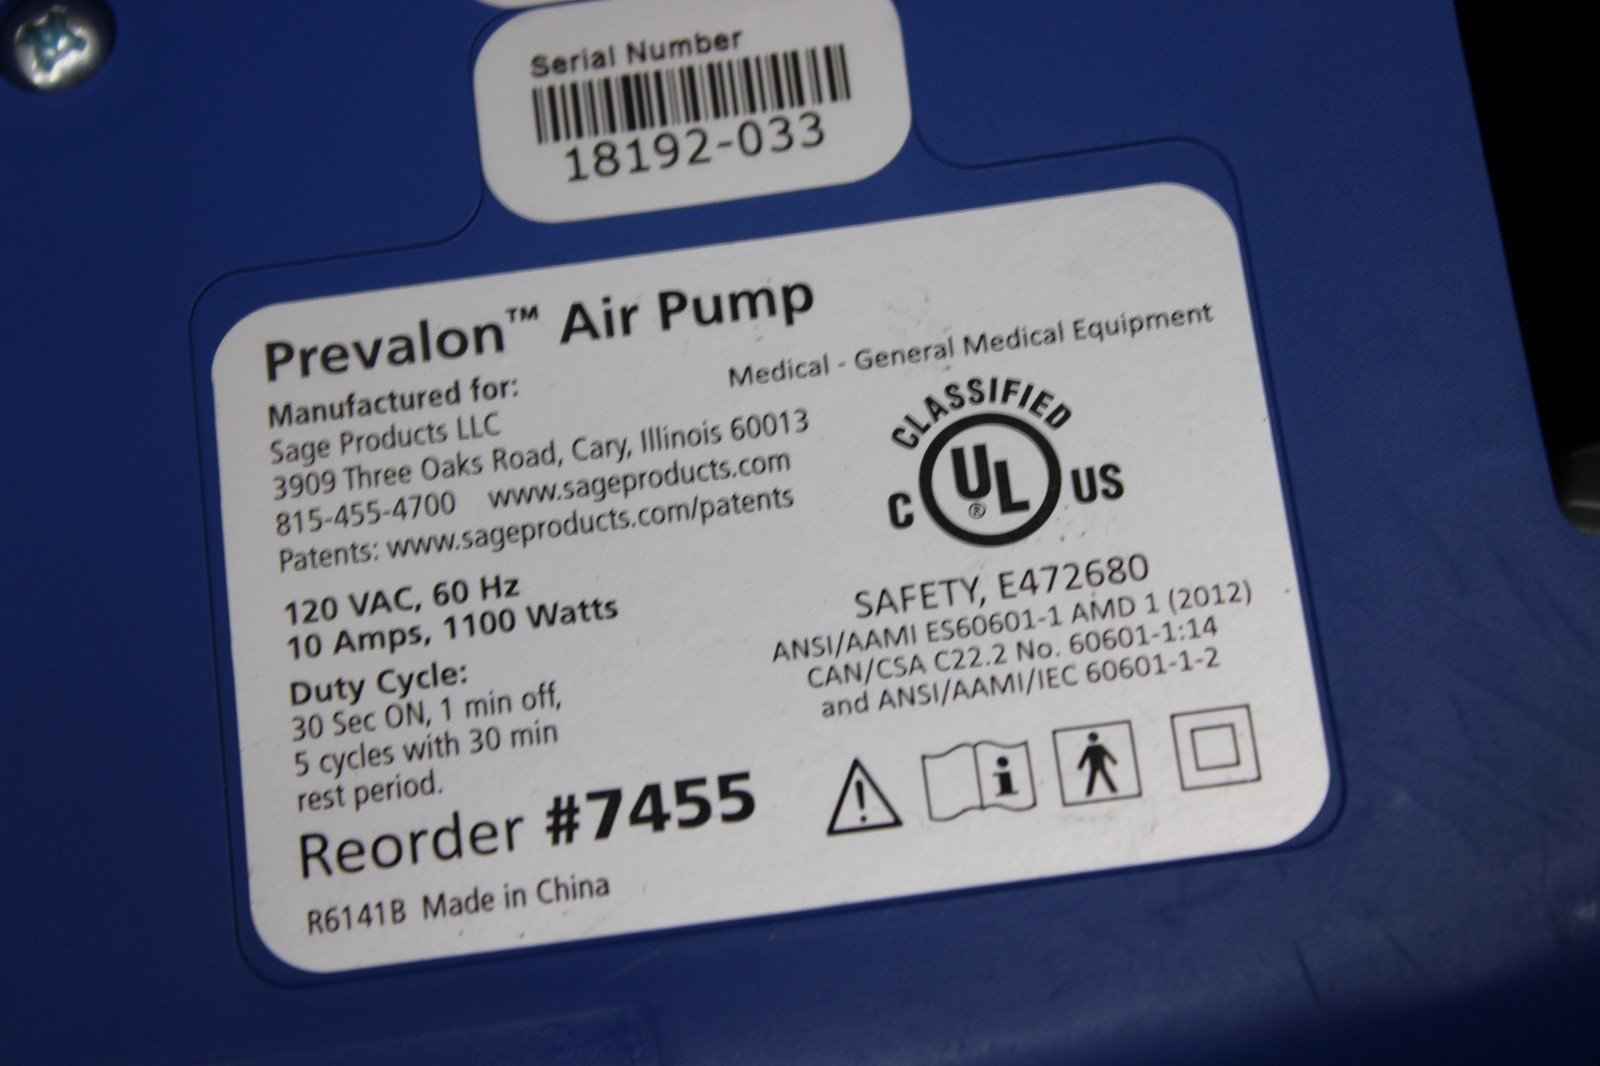 Serial Number
18192-033
Prevalon™ Air Pump
Manufactured for:
Sage Products LLC
3909 Three Oaks Road, Cary, Illinois 60013
815-455-4700 www.sageproducts.com
Patents: www.sageproducts.com/patents
120 VAC, 60 Hz
10 Amps, 1100 Watts
Duty Cycle:
30 Sec ON, 1 min off,
5 cycles with 30 min
rest period.
Reorder #7455
R6141B Made in China
Medical - General Medical Equipment
CLASSIFIED
C UL® US
SAFETY, E472680
ANSI/AAMI ES60601-1 AMD 1 (2012)
CAN/CSA C22.2 No. 60601-1:14
and ANSI/AAMI/IEC 60601-1-2